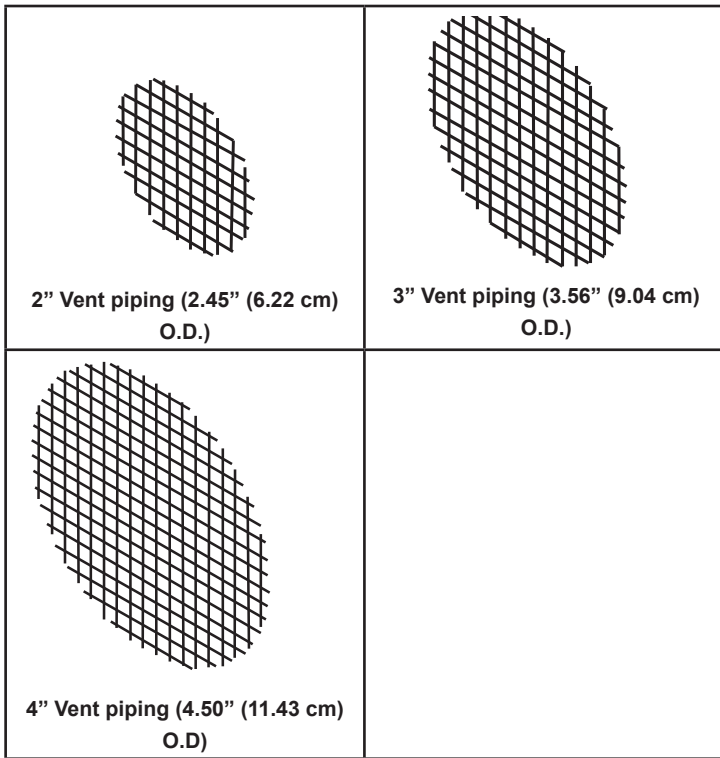 2” Vent piping (2.45” (6.22 cm)
O.D.)
3” Vent piping (3.56” (9.04 cm)
O.D.)
4” Vent piping (4.50” (11.43 cm)
O.D)